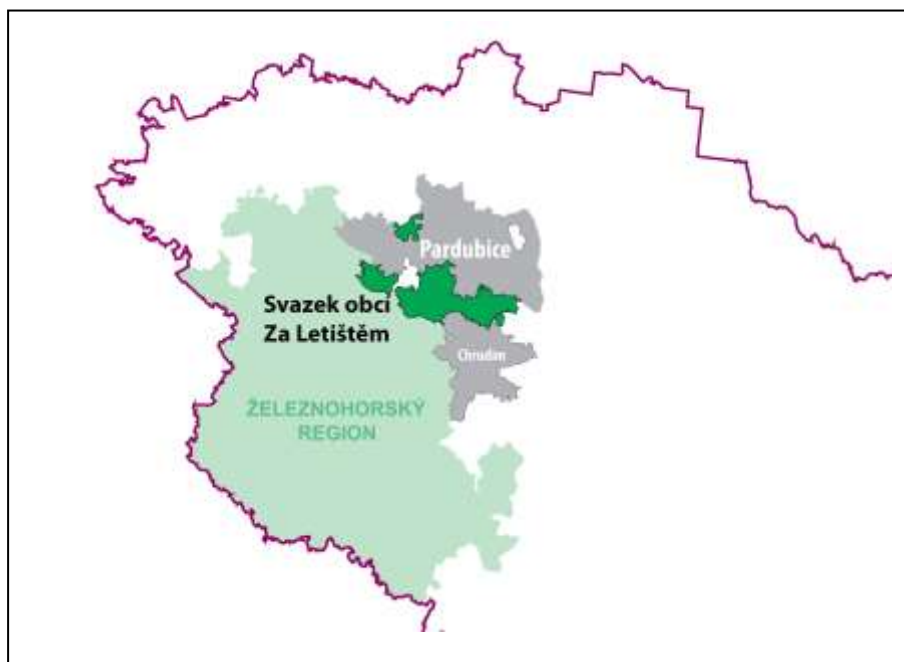 Pardubice
Svazek obcí
Za Letištěm
Chrudim
ŽELEZNOHORSKÝ
REGION